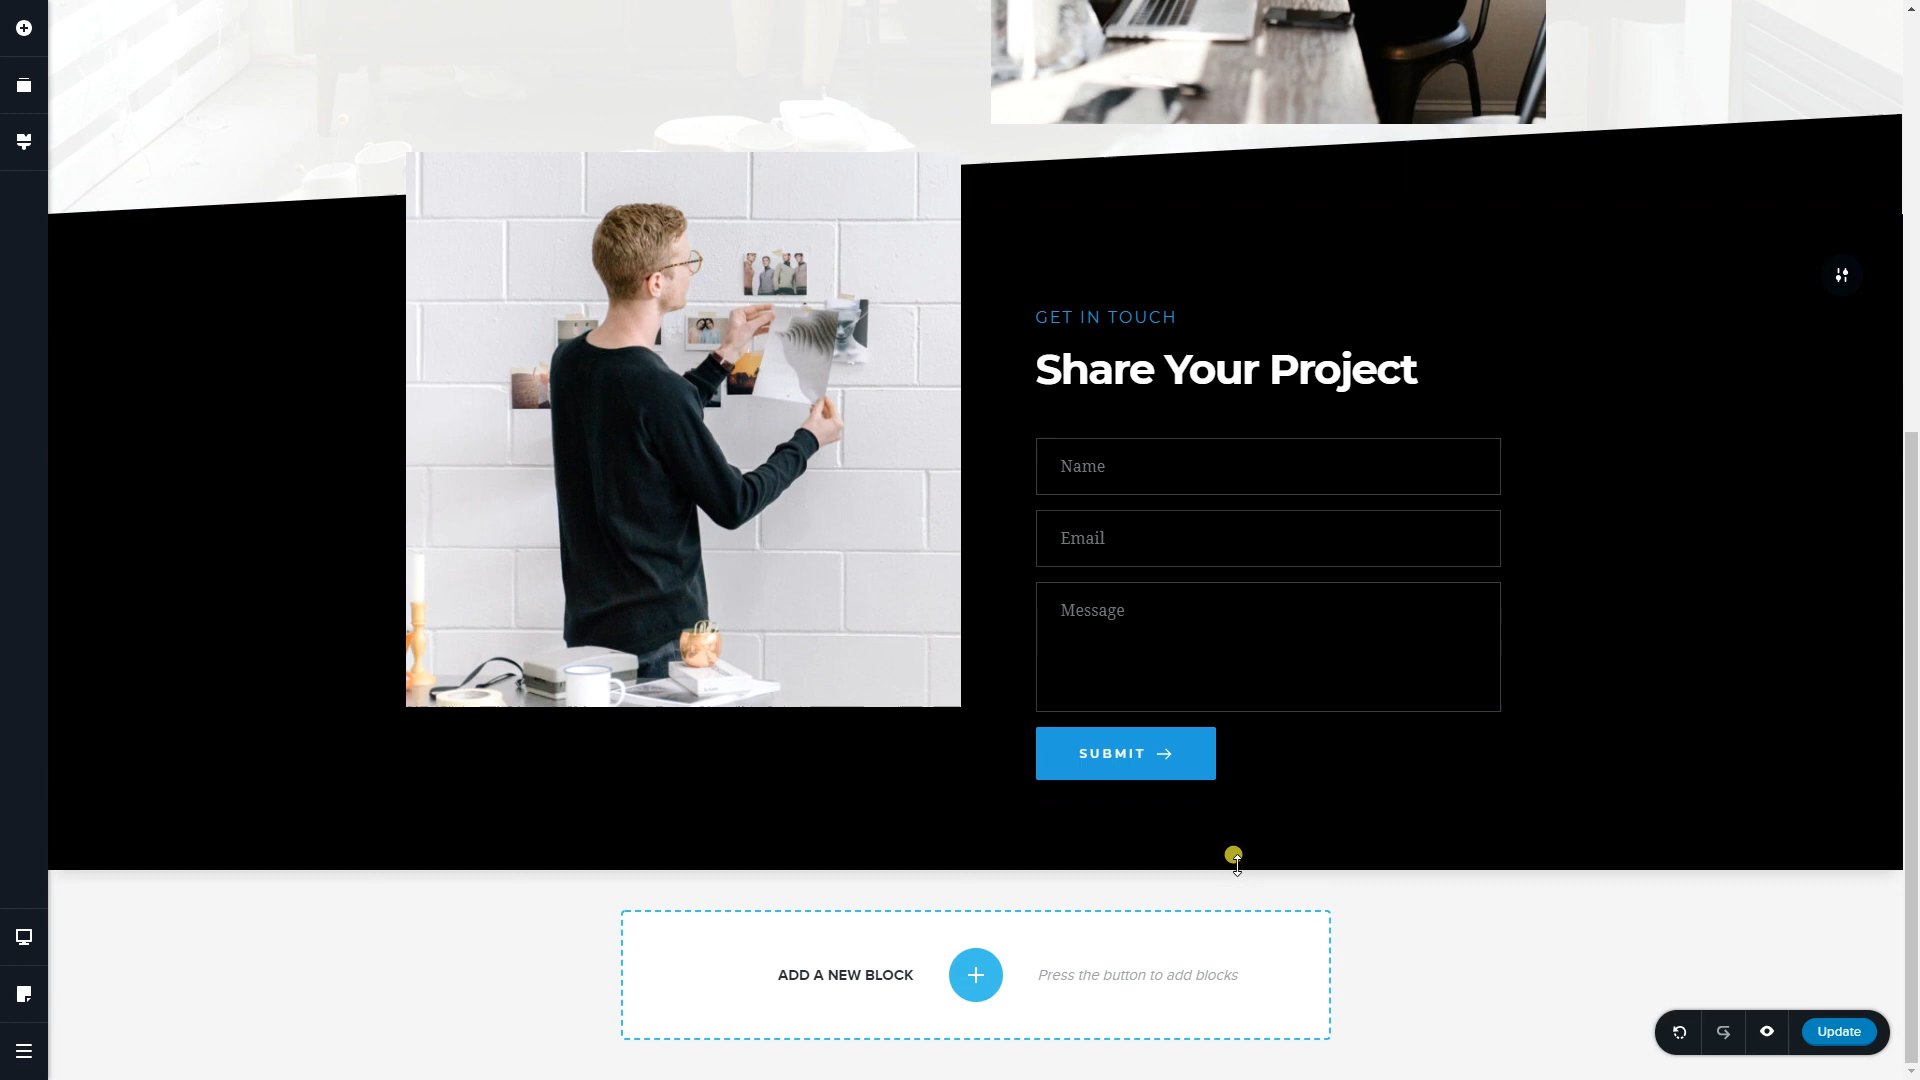 GET IN TOUCH
Share Your Project
Name
Email
Message
SUBMIT
ADD A NEW BLOCK
Press the button to add blocks
Update